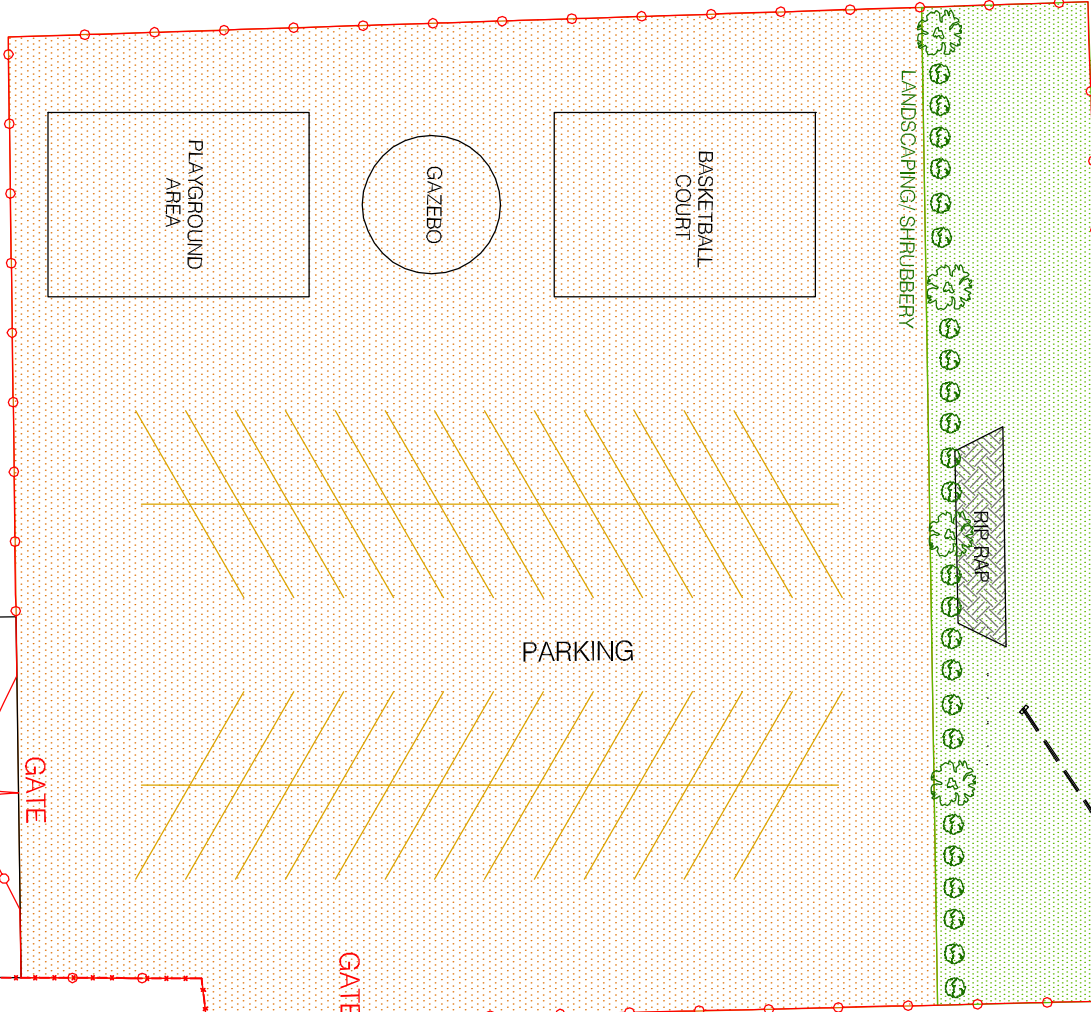 PLAYGROUND
AREA
GAZEBO
BASKETBALL
COURT
LANDSCAPING/ SHRUBBERY
RIP RAP
PARKING
GATE
GATE